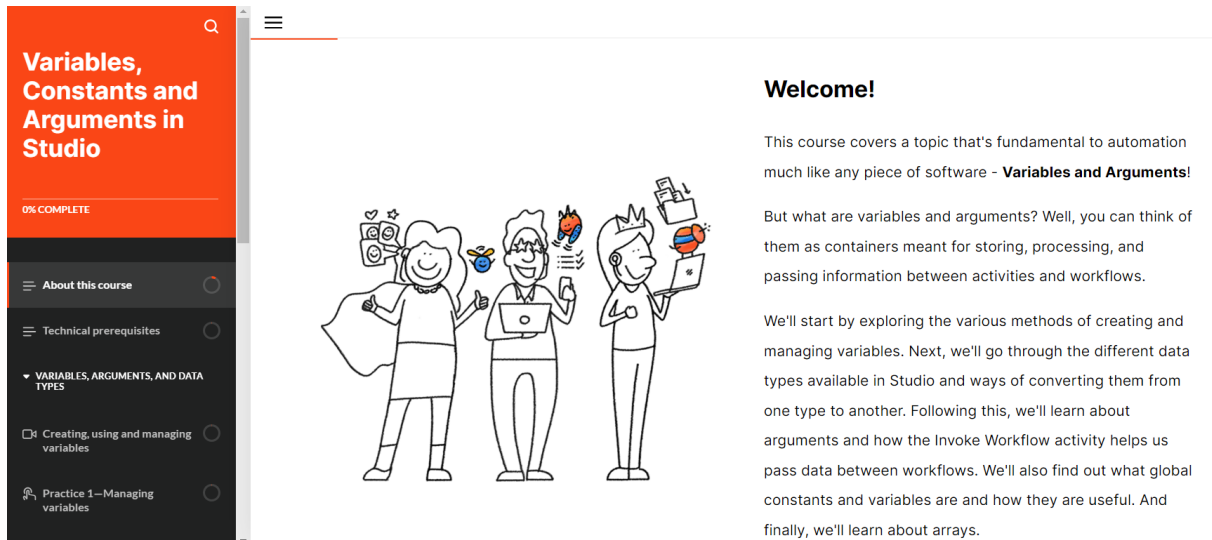 Variables,
Constants and
Arguments in
Studio
0% COMPLETE
About this course
Technical prerequisites
VARIABLES, ARGUMENTS, AND DATA
TYPES
Creating, using and managing
variables
Practice 1—Managing
variables
Welcome!
This course covers a topic that's fundamental to automation
much like any piece of software - Variables and Arguments!
But what are variables and arguments? Well, you can think of
them as containers meant for storing, processing, and
passing information between activities and workflows.
We'll start by exploring the various methods of creating and
managing variables. Next, we'll go through the different data
types available in Studio and ways of converting them from
one type to another. Following this, we'll learn about
arguments and how the Invoke Workflow activity helps us
pass data between workflows. We'll also find out what global
constants and variables are and how they are useful. And
finally, we'll learn about arrays.